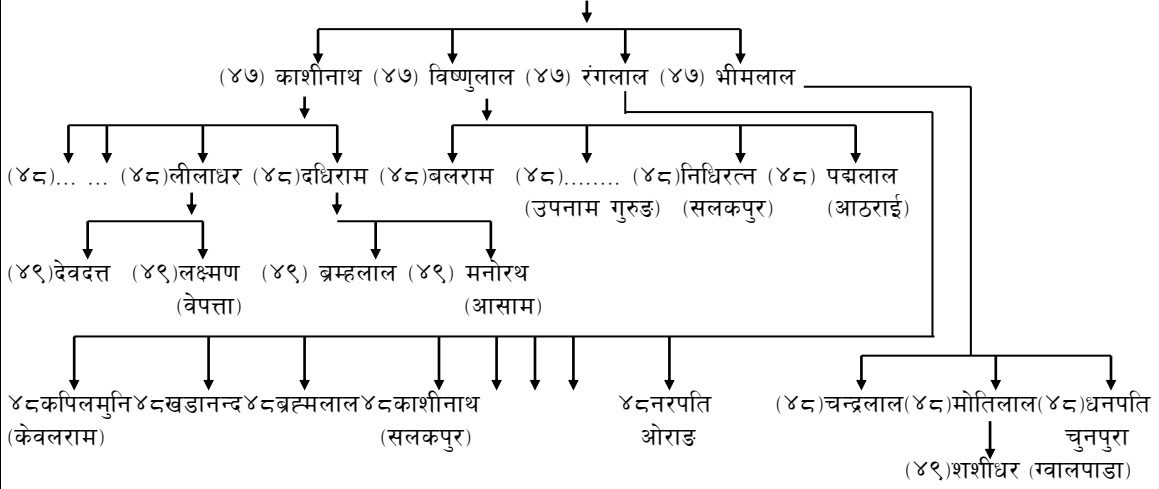 (४७) काशीनाथ (४७) विष्णुलाल (४७) रंगलाल (४७) भीमलाल
(४८)... ... (४८)लीलाधर (४८)दधिराम (४८)बलराम (४८)........ (४८)निधिरत्न (४८) पद्मलाल
(उपनाम गुरुङ) (सलकपुर) (आठराई)
(४९)देवदत्त (४९)लक्ष्मण (४९) ब्रम्हलाल (४९) मनोरथ
(वेपत्ता) (आसाम)
४८कपिलमुनि४८खडानन्द४८ब्रह्मलाल४८काशीनाथ ४८नरपति (४८)चन्द्रलाल(४८)मोतिलाल(४८)धनपति
(केवलराम) (सलकपुर) ओराङ चुनपुरा
(४९)शशीधर (ग्वालपाडा)